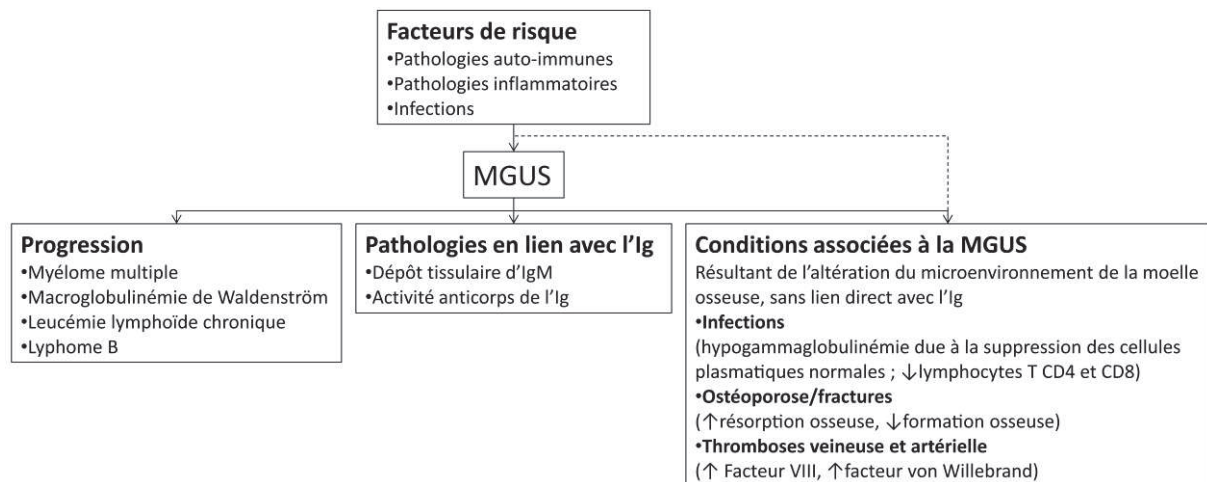 Facteurs de risque
•Pathologies auto-immunes
•Pathologies inflammatoires
•Infections
MGUS
Progression
•Myélome multiple
•Macroglobulinémie de Waldenström
•Leucémie lymphoïde chronique
•Lyphome B
Pathologies en lien avec l’Ig
•Dépôt tissulaire d’IgM
•Activité anticorps de l’Ig
Conditions associées à la MGUS
Résultant de l’altération du microenvironnement de la moelle
osseuse, sans lien direct avec l’Ig
•Infections
(hypogammaglobulinémie due à la suppression des cellules
plasmatiques normales ; ↓lymphocytes T CD4 et CD8)
•Ostéoporose/fractures
(↑résorption osseuse, ↓formation osseuse)
•Thromboses veineuse et artérielle
(↑ Facteur VIII, ↑facteur von Willebrand)